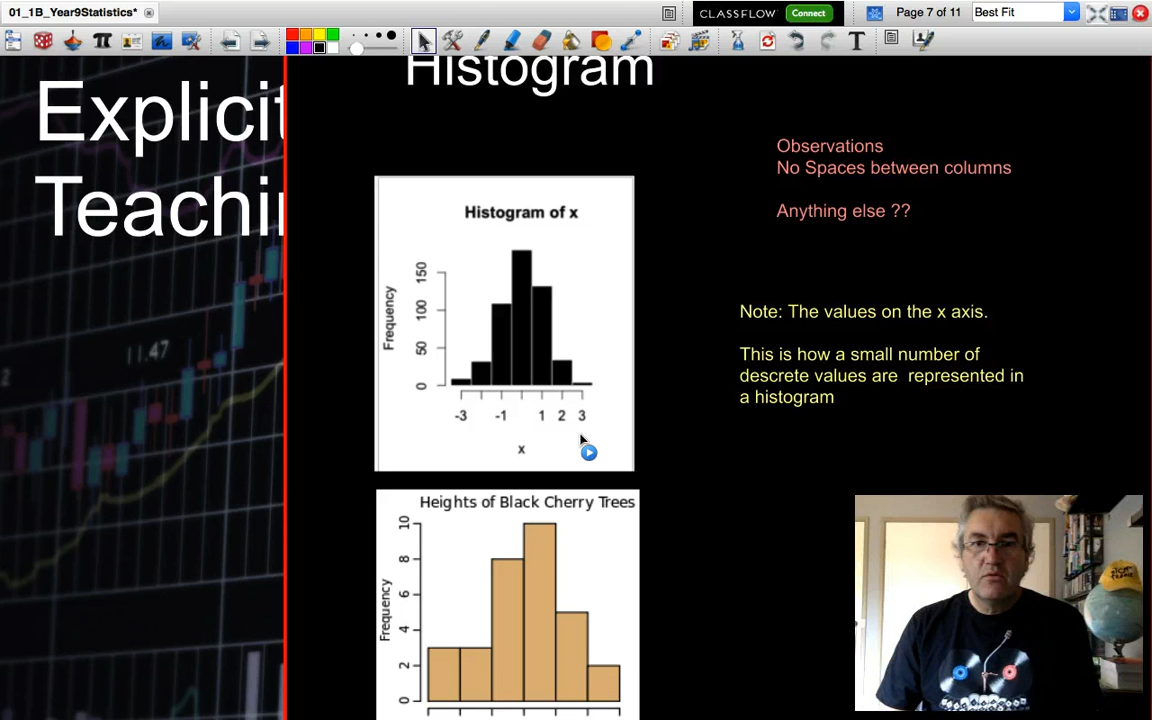 01_1B_Year9Statistics*
CLASSFLOW Connect
Page 7 of 11
Best Fit
Explicit
Teachi
11.47
2
Histogram
Observations
No Spaces between columns
Anything else ??
Histogram of x
Frequency
150
100
50
0
-3 -1 1 2 3
x
Note: The values on the x axis.
This is how a small number of
descrete values are represented in
a histogram
Heights of Black Cherry Trees
Frequency
10
8
6
4
2
0